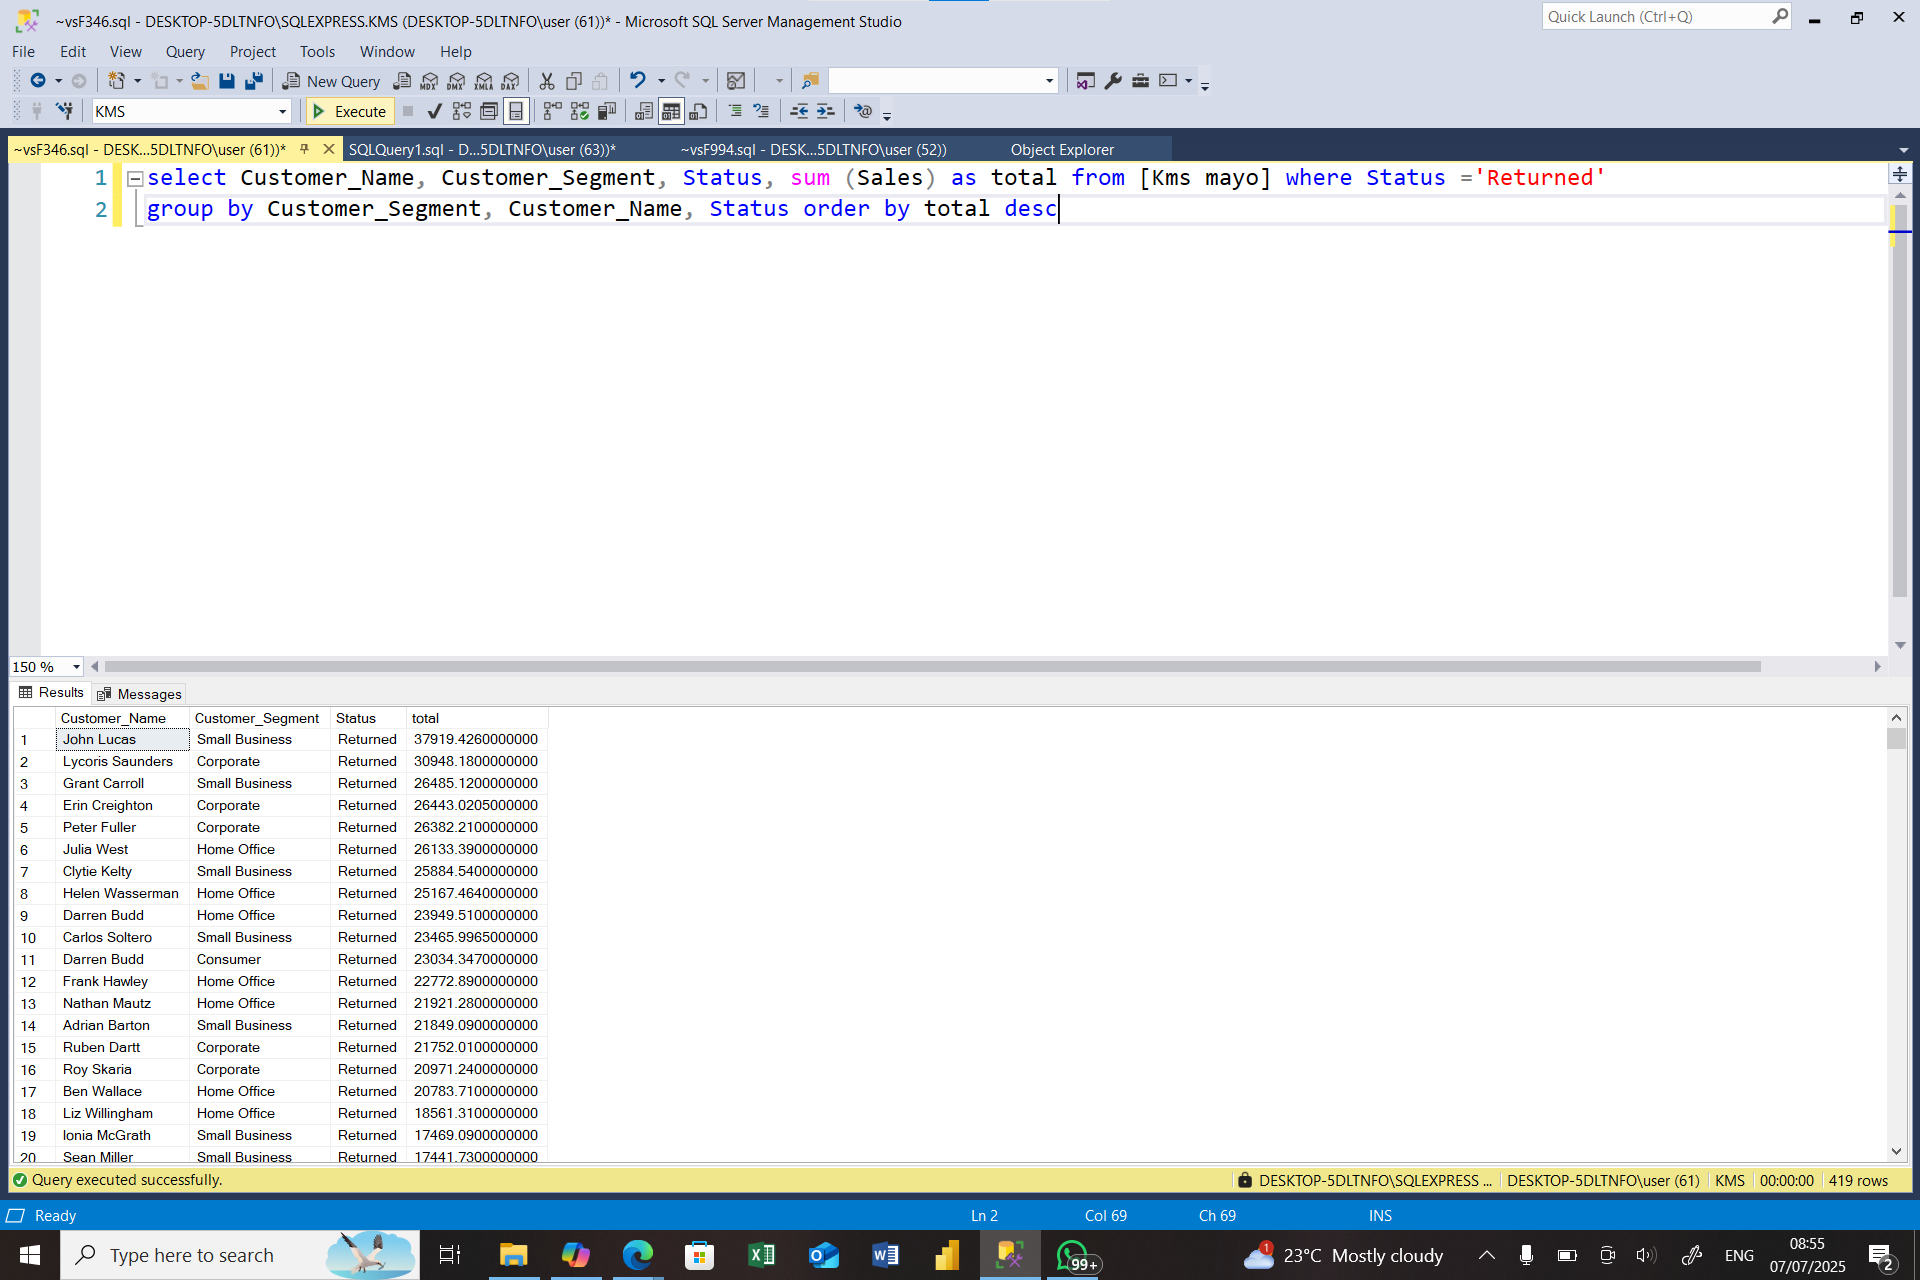 ~vsF346.sql - DESKTOP-5DLTNFO\SQLEXPRESS.KMS (DESKTOP-5DLTNFO\user (61))* - Microsoft SQL Server Management Studio
Quick Launch (Ctrl+Q)
File Edit View Query Project Tools Window Help
New Query MDX DMX XMLA DAX
KMS Execute
~vsF346.sql - DESK...5DLTNFO\user (61))* SQLQuery1.sql - D...5DLTNFO\user (63))* ~vsF994.sql - DESK...5DLTNFO\user (52)) Object Explorer
1 select Customer_Name, Customer_Segment, Status, sum (Sales) as total from [Kms mayo] where Status ='Returned'
2 group by Customer_Segment, Customer_Name, Status order by total desc
150 %
Results Messages
Customer_Name Customer_Segment Status total
1 John Lucas Small Business Returned 37919.4260000000
2 Lycoris Saunders Corporate Returned 30948.1800000000
3 Grant Carroll Small Business Returned 26485.1200000000
4 Erin Creighton Corporate Returned 26443.0205000000
5 Peter Fuller Corporate Returned 26382.2100000000
6 Julia West Home Office Returned 26133.3900000000
7 Clytie Kelty Small Business Returned 25884.5400000000
8 Helen Wasserman Home Office Returned 25167.4640000000
9 Darren Budd Home Office Returned 23949.5100000000
10 Carlos Soltero Small Business Returned 23465.9965000000
11 Darren Budd Consumer Returned 23034.3470000000
12 Frank Hawley Home Office Returned 22772.8900000000
13 Nathan Mautz Home Office Returned 21921.2800000000
14 Adrian Barton Small Business Returned 21849.0900000000
15 Ruben Dartt Corporate Returned 21752.0100000000
16 Roy Skaria Corporate Returned 20971.2400000000
17 Ben Wallace Home Office Returned 20783.7100000000
18 Liz Willingham Home Office Returned 18561.3100000000
19 Ionia McGrath Small Business Returned 17469.0900000000
20 Sean Miller Small Business Returned 17441.7300000000
Query executed successfully. DESKTOP-5DLTNFO\SQLEXPRESS ... DESKTOP-5DLTNFO\user (61) KMS 00:00:00 419 rows
Ready Ln 2 Col 69 Ch 69 INS
Type here to search 99+ 1 23°C Mostly cloudy ENG 08:55
07/07/2025 2